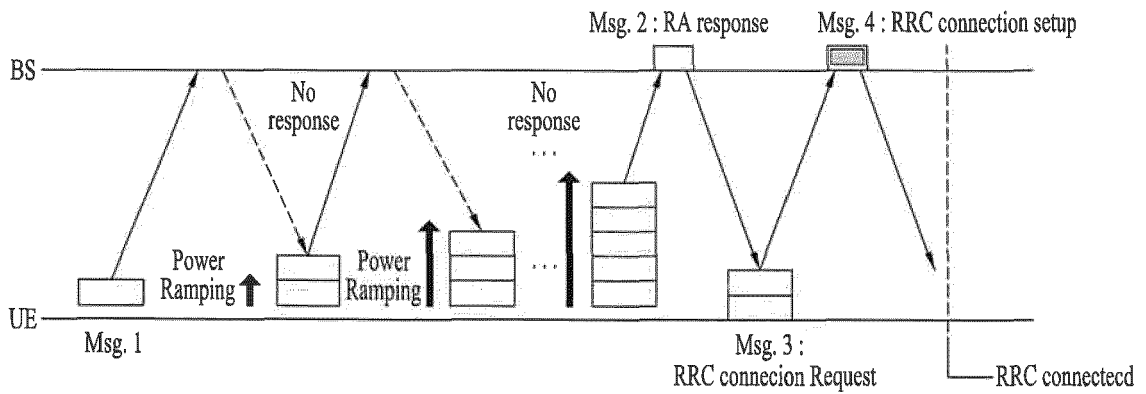 Msg. 2 : RA response
Msg. 4 : RRC connection setup
BS
No
response
No
response
...
Power
Ramping
Power
Ramping
...
UE
Msg. 1
Msg. 3 :
RRC connecion Request
RRC connectecd